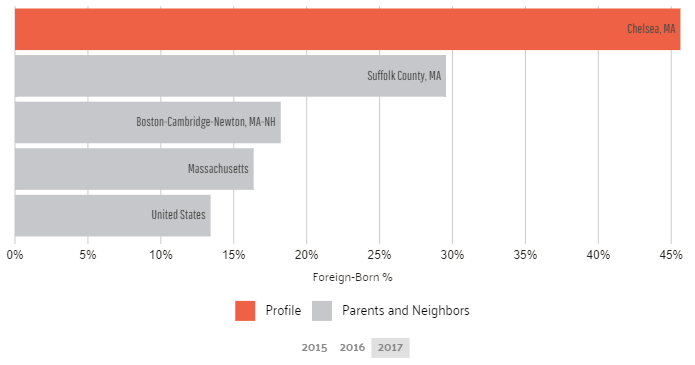 Chelsea, MA
Suffolk County, MA
Boston-Cambridge-Newton, MA-NH
Massachusetts
United States
0% 5% 10% 15% 20% 25% 30% 35% 40% 45%
Foreign-Born %
Profile Parents and Neighbors
2015 2016 2017